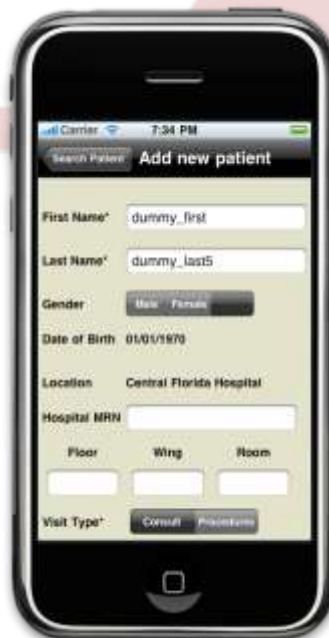 Carrier 7:34 PM
Search Patient Add new patient
First Name* dummy_first
Last Name* dummy_last5
Gender Male Female
Date of Birth 01/01/1970
Location Central Florida Hospital
Hospital MRN
Floor Wing Room
Visit Type* Consult Procedures